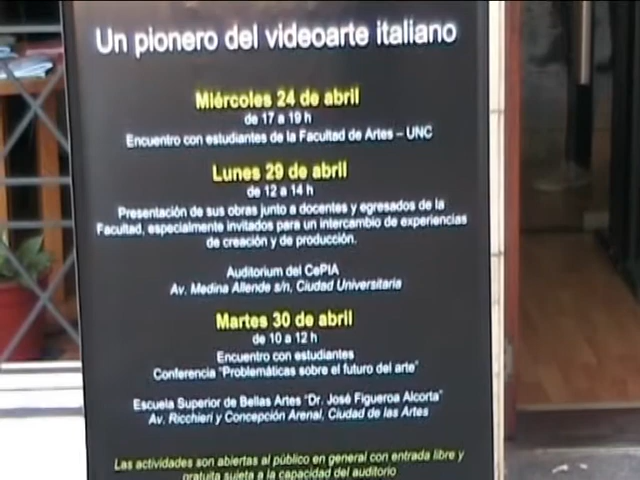 Un pionero del videoarte italiano
Miércoles 24 de abril
de 17 a 19 h
Encuentro con estudiantes de la Facultad de Artes – UNC
Lunes 29 de abril
de 12 a 14 h
Presentación de sus obras junto a docentes y egresados de la
Facultad, especialmente invitados para un intercambio de experiencias
de creación y de producción.
Auditorium del CePIA
Av. Medina Allende s/n, Ciudad Universitaria
Martes 30 de abril
de 10 a 12 h
Encuentro con estudiantes
Conferencia "Problemáticas sobre el futuro del arte"
Escuela Superior de Bellas Artes "Dr. José Figueroa Alcorta"
Av. Ricchieri y Concepción Arenal, Ciudad de las Artes
Las actividades son abiertas al público en general con entrada libre y
gratuita sujeta a la capacidad del auditorio